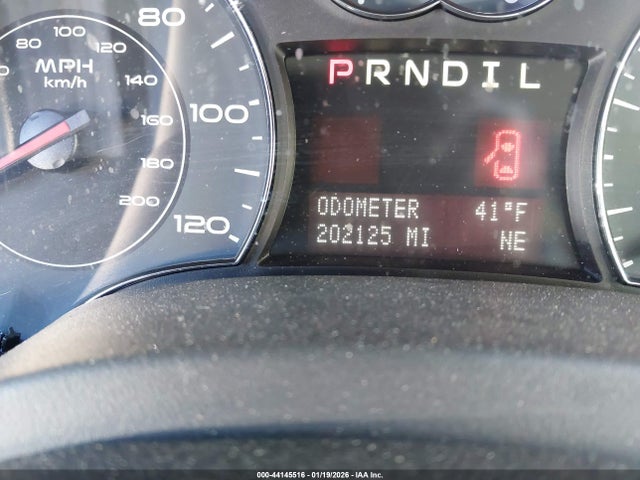 80
80 100 120
MPH
km/h
140
100
160
180
200
120
PRNDIL
ODOMETER 41°F
202125 MI NE
000-44145516 - 01/19/2026 - IAA Inc.